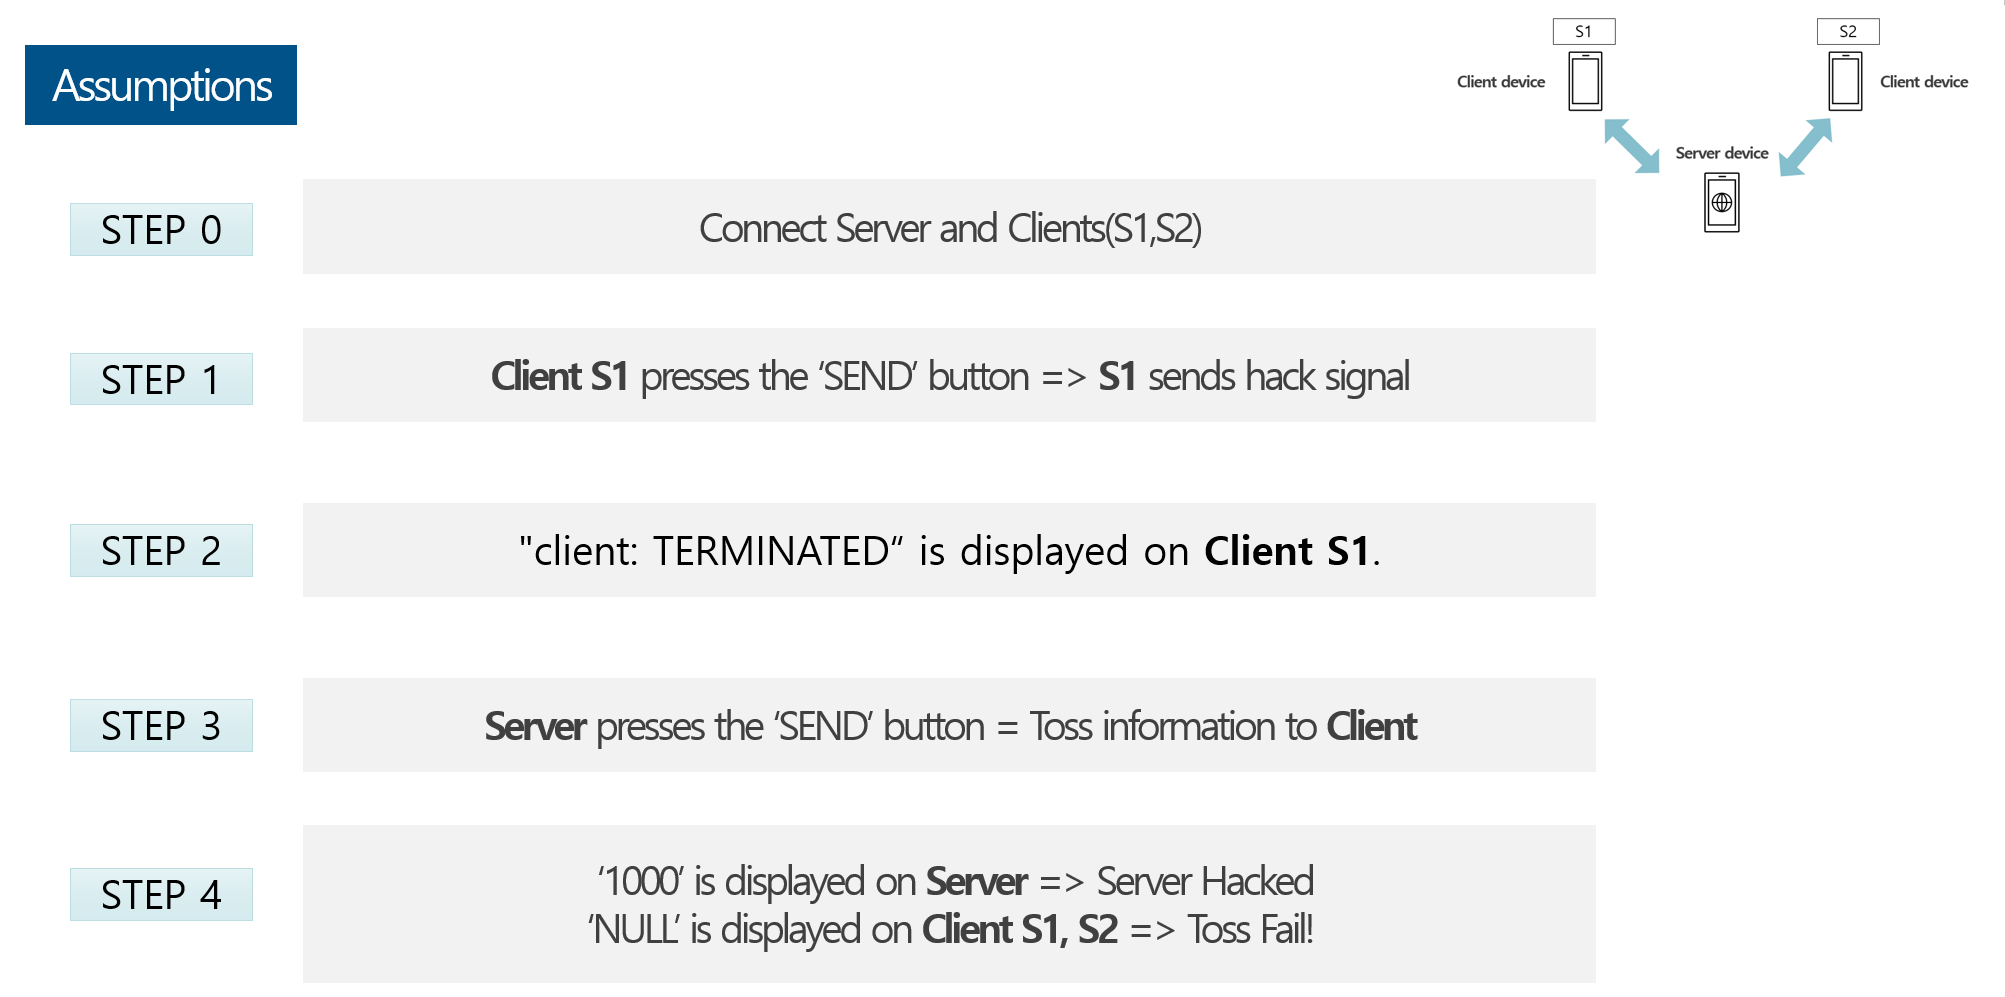 Assumptions
S1
S2
Client device
Client device
Server device
STEP 0
Connect Server and Clients(S1,S2)
STEP 1
Client S1 presses the ‘SEND’ button => S1 sends hack signal
STEP 2
"client: TERMINATED“ is displayed on Client S1.
STEP 3
Server presses the ‘SEND’ button = Toss information to Client
STEP 4
‘1000’ is displayed on Server => Server Hacked
‘NULL’ is displayed on Client S1, S2 => Toss Fail!